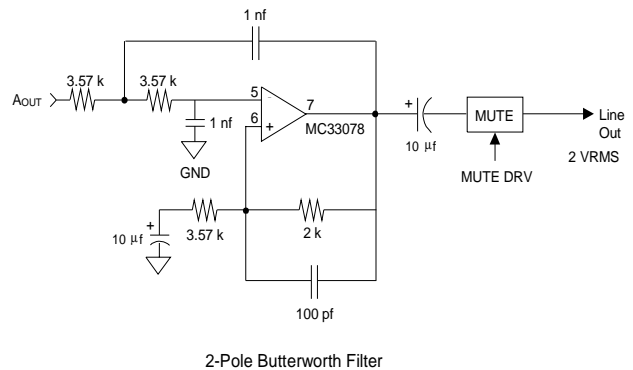 1 nf
3.57 k
3.57 k
AOUT
5
-
7
6
+
MC33078
1 nf
GND
+
10 μf
MUTE
Line
Out
2 VRMS
MUTE DRV
+
10 μf
3.57 k
2 k
100 pf
2-Pole Butterworth Filter